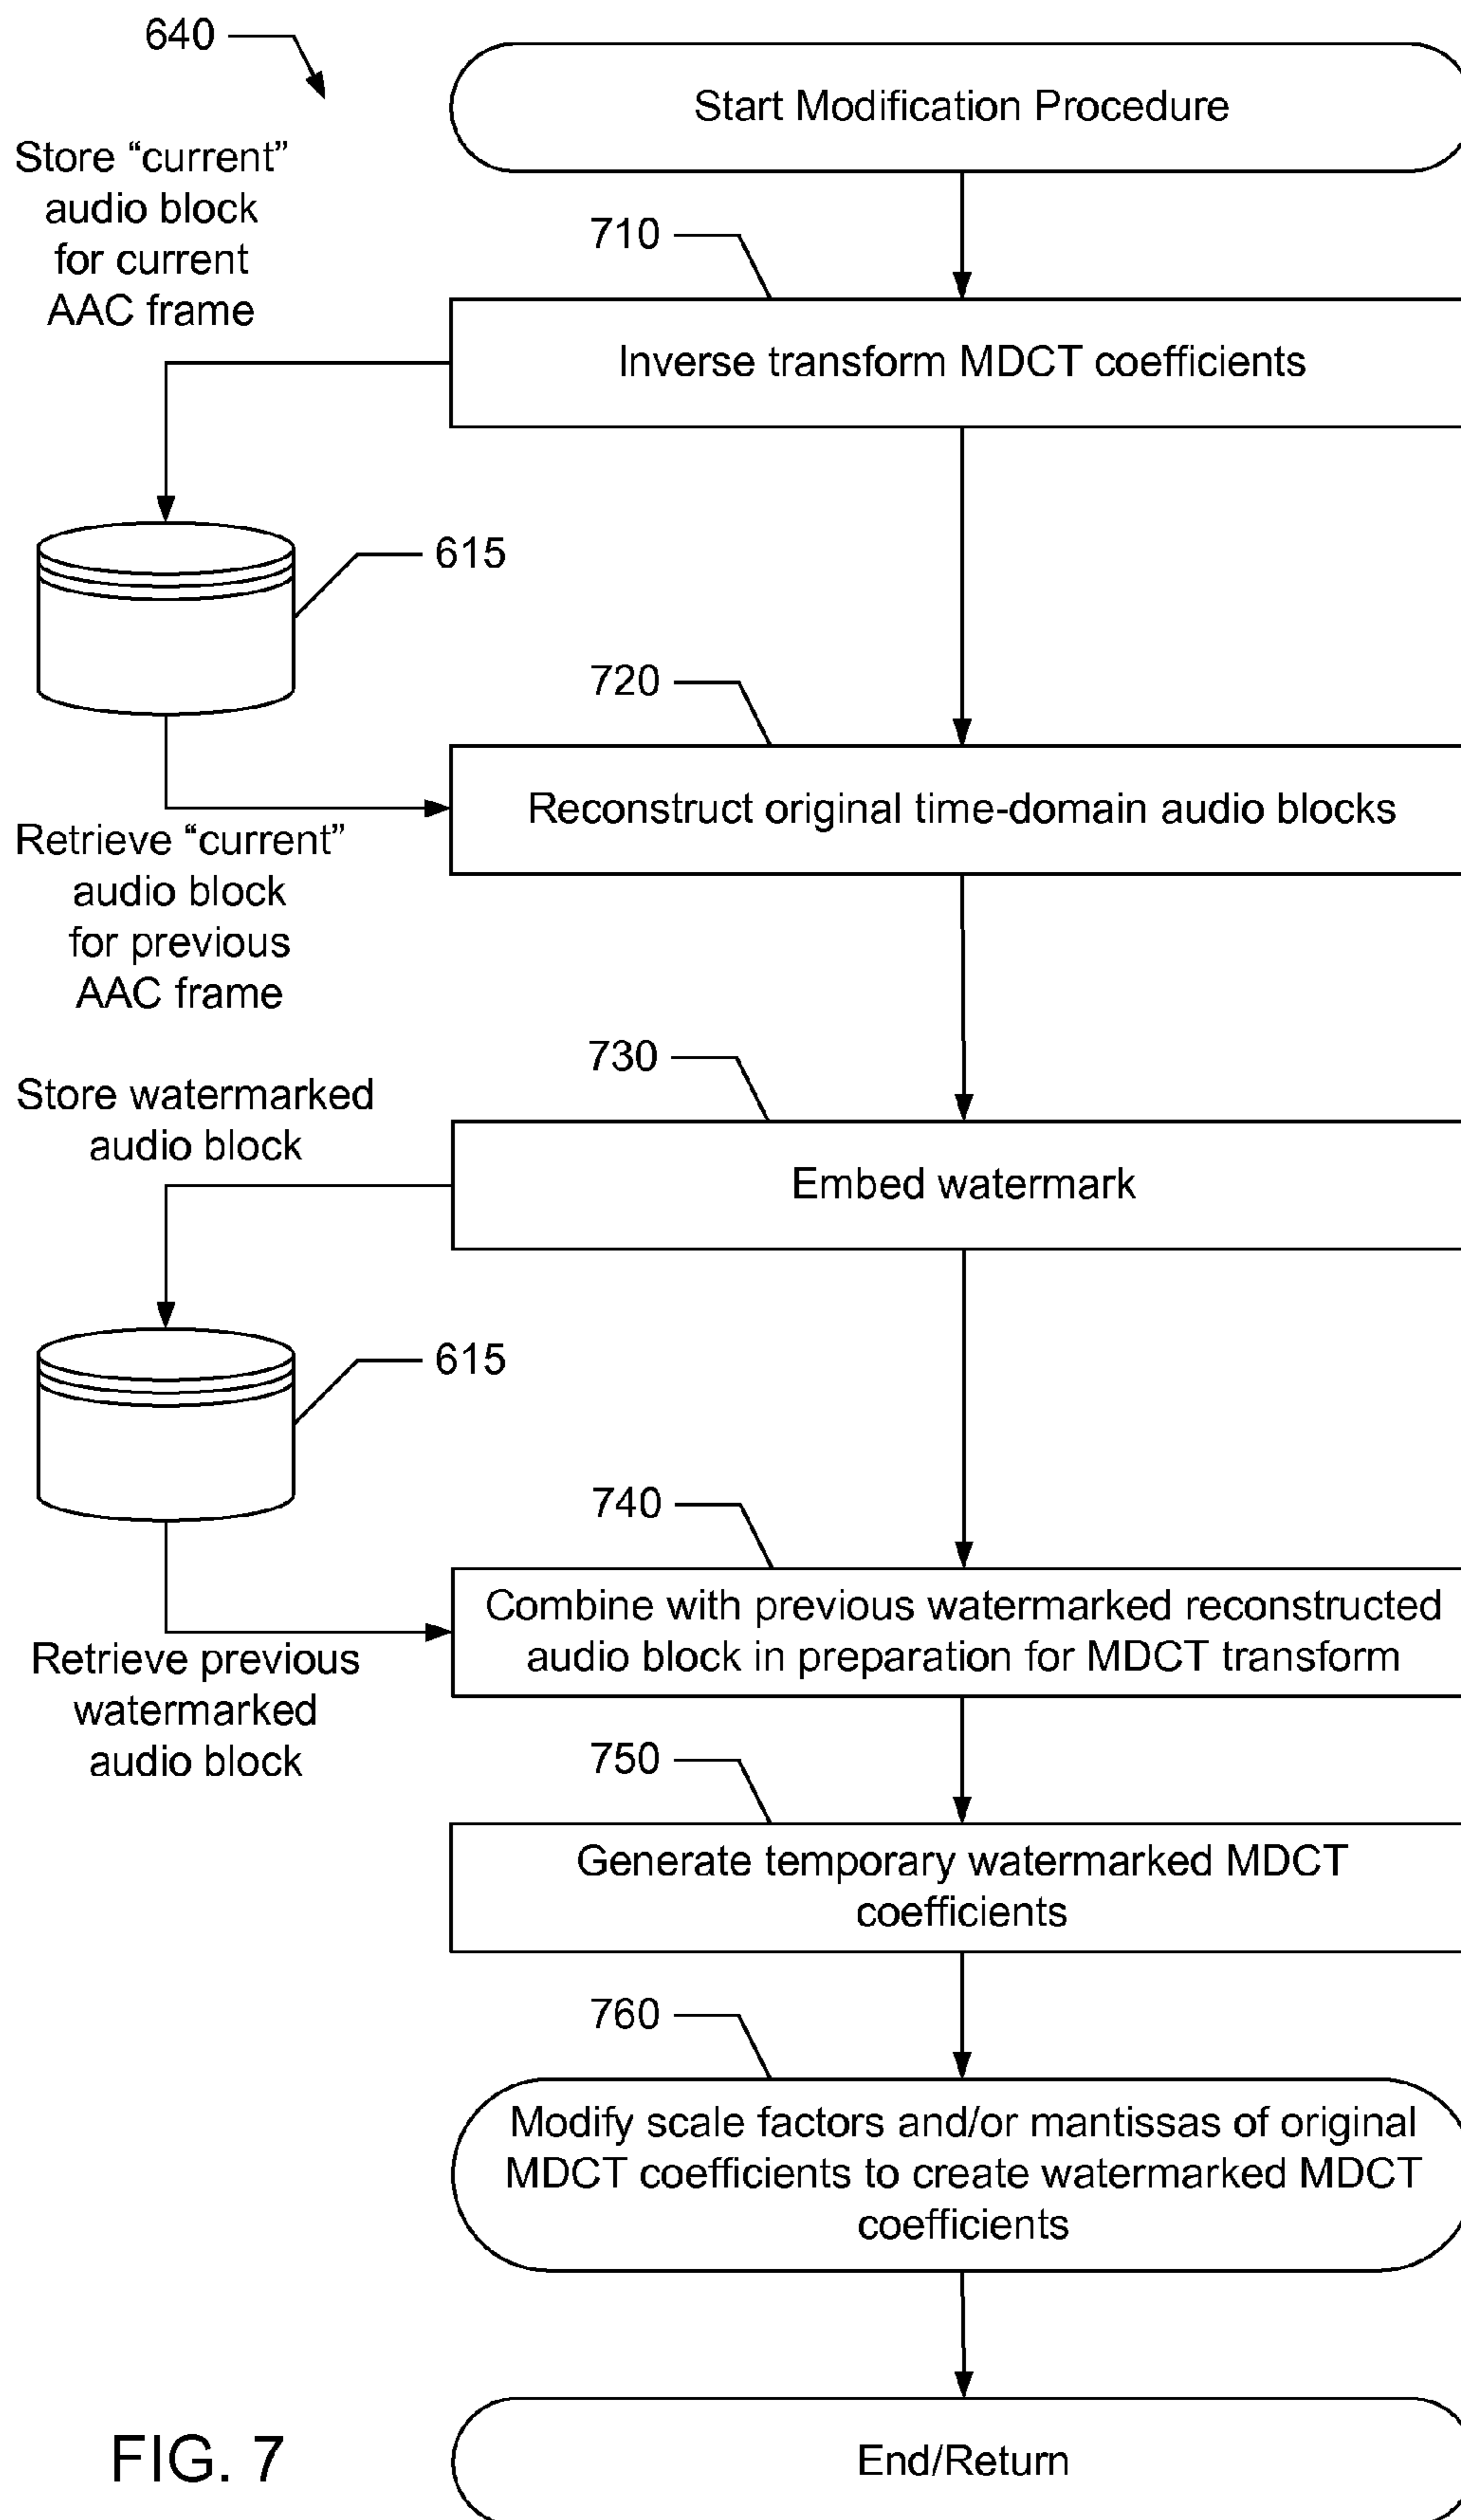 640
Start Modification Procedure
Store “current”
audio block
for current
AAC frame
710
Inverse transform MDCT coefficients
615
720
Reconstruct original time-domain audio blocks
Retrieve “current”
audio block
for previous
AAC frame
730
Store watermarked
audio block
Embed watermark
615
740
Combine with previous watermarked reconstructed
audio block in preparation for MDCT transform
Retrieve previous
watermarked
audio block
750
Generate temporary watermarked MDCT
coefficients
760
Modify scale factors and/or mantissas of original
MDCT coefficients to create watermarked MDCT
coefficients
FIG. 7
End/Return